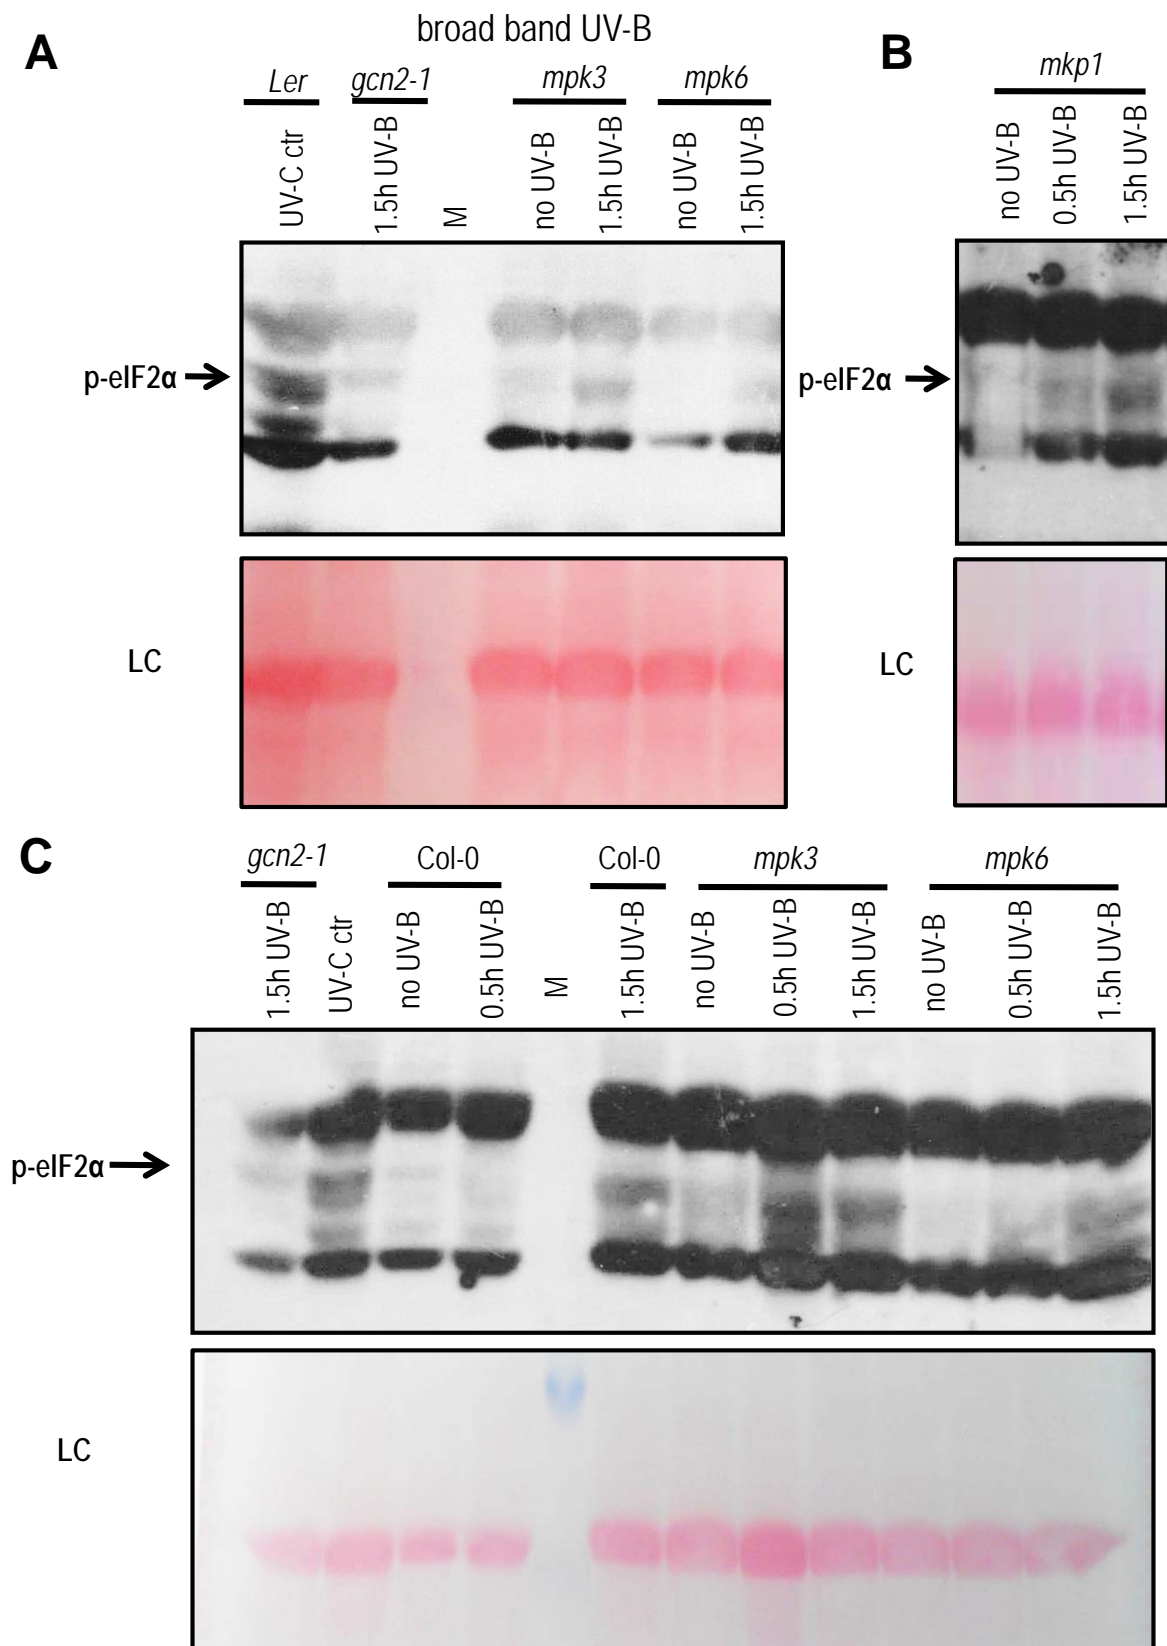 broad band UV-B
A
Ler gcn2-1 mpk3 mpk6
UV-C ctr
1.5h UV-B
M
no UV-B
1.5h UV-B
no UV-B
1.5h UV-B
p-eIF2α
LC
B
mkp1
no UV-B
0.5h UV-B
1.5h UV-B
p-eIF2α
LC
C
gcn2-1 Col-0 Col-0 mpk3 mpk6
1.5h UV-B
UV-C ctr
no UV-B
0.5h UV-B
M
1.5h UV-B
no UV-B
0.5h UV-B
1.5h UV-B
no UV-B
0.5h UV-B
1.5h UV-B
p-eIF2α
LC